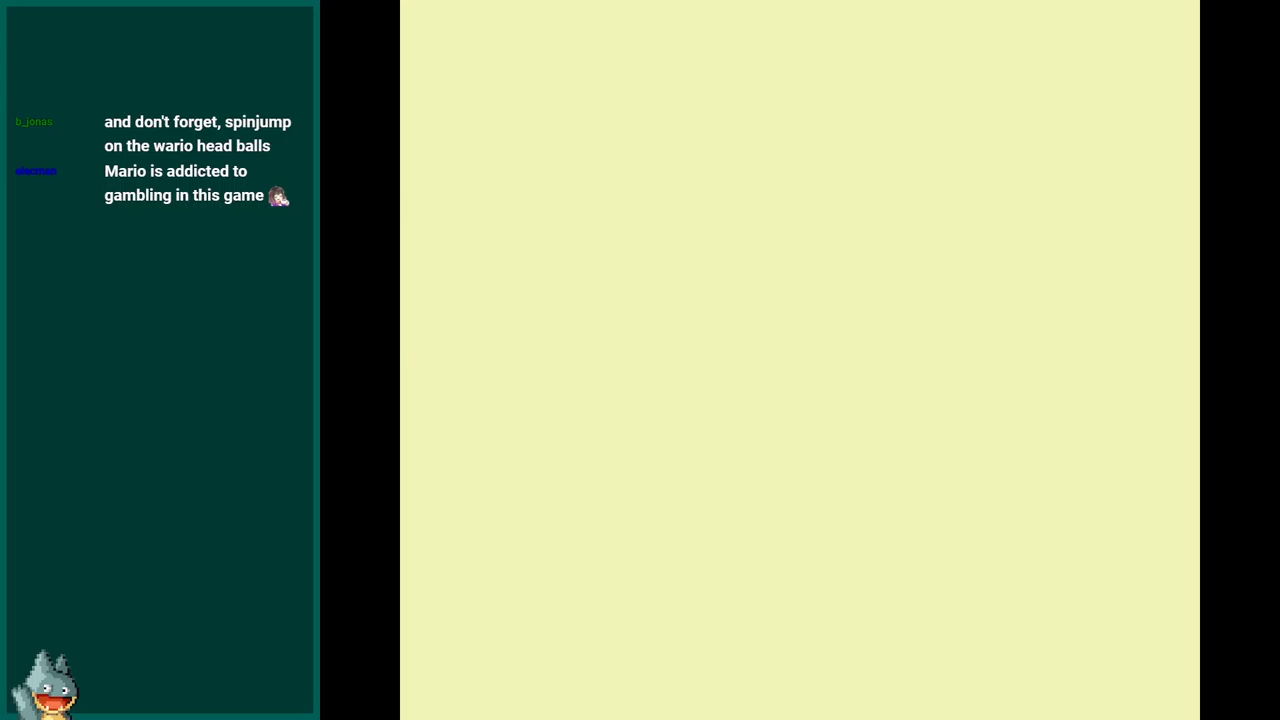 b_jonas and don't forget, spinjump
on the wario head balls
Mario is addicted to
gambling in this game